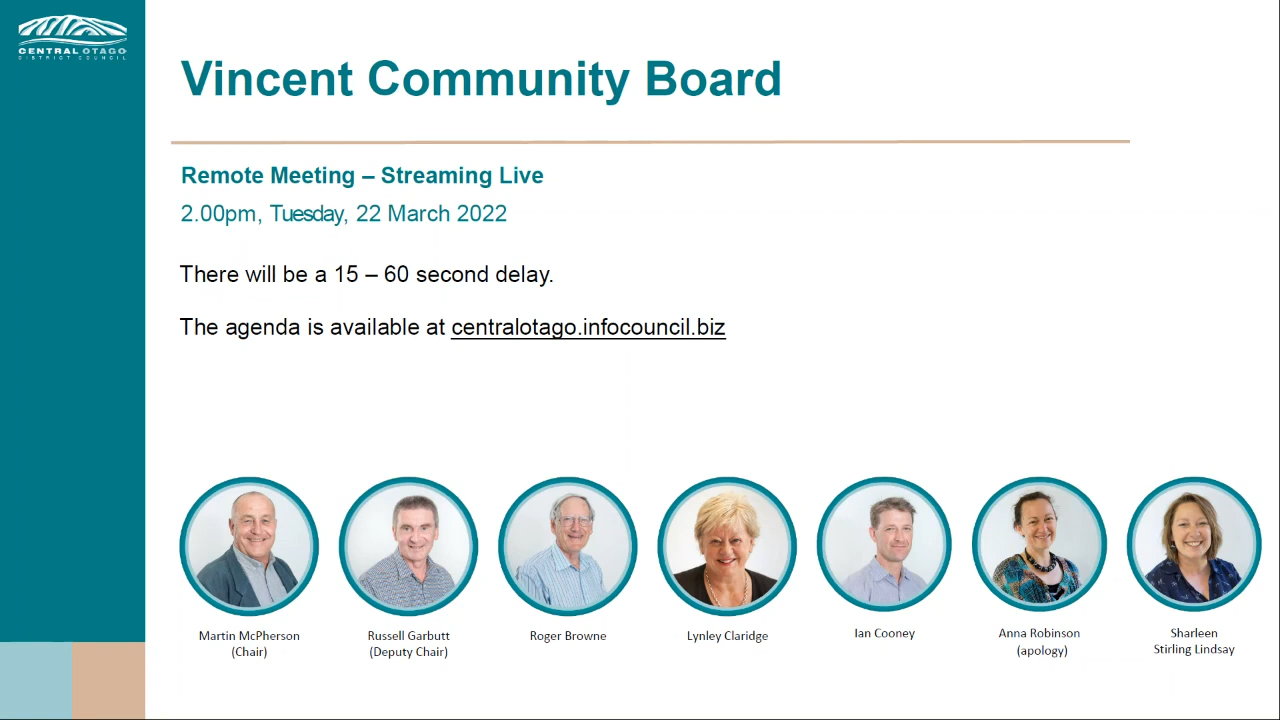 CENTRAL OTAGO
DISTRICT COUNCIL
Vincent Community Board
Remote Meeting – Streaming Live
2.00pm, Tuesday, 22 March 2022
There will be a 15 – 60 second delay.
The agenda is available at centralotago.infocouncil.biz
Martin McPherson
(Chair)
Russell Garbutt
(Deputy Chair)
Roger Browne
Lynley Claridge
Ian Cooney
Anna Robinson
(apology)
Sharleen
Stirling Lindsay